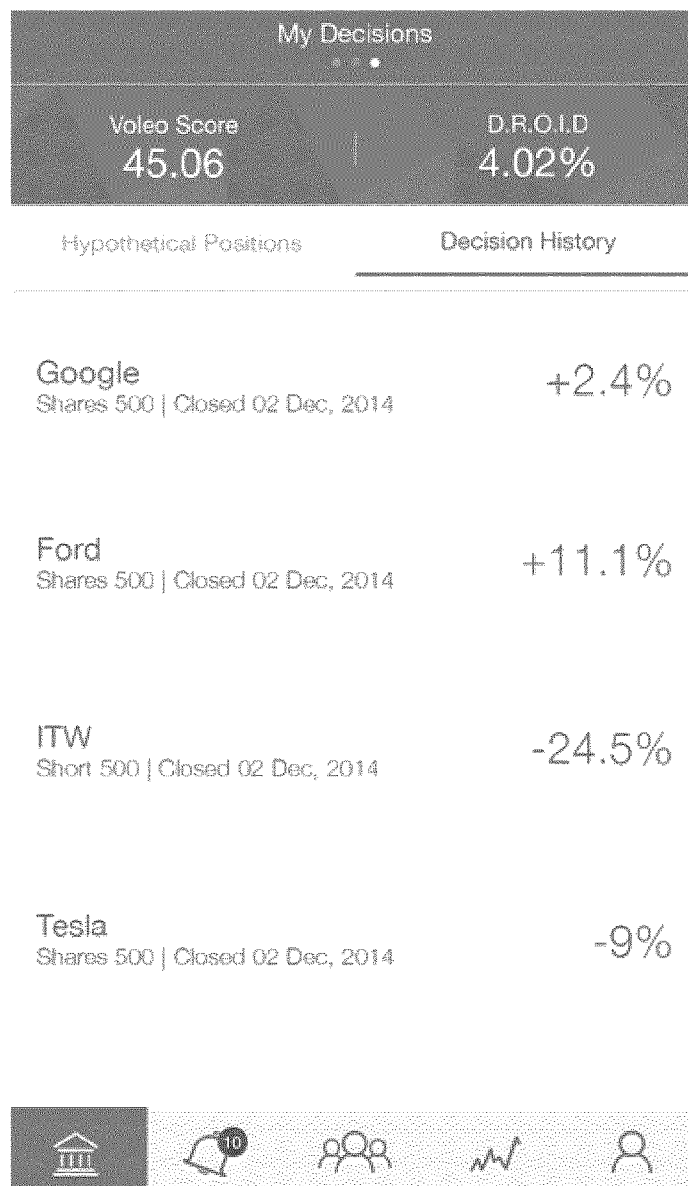 My Decisions
Voleo Score
45.06
D.R.O.I.D
4.02%
Hypothetical Positions
Decision History
Google
Shares 500 | Closed 02 Dec, 2014
+2.4%
Ford
Shares 500 | Closed 02 Dec, 2014
+11.1%
ITW
Short 500 | Closed 02 Dec, 2014
-24.5%
Tesla
Shares 500 | Closed 02 Dec, 2014
-9%
10